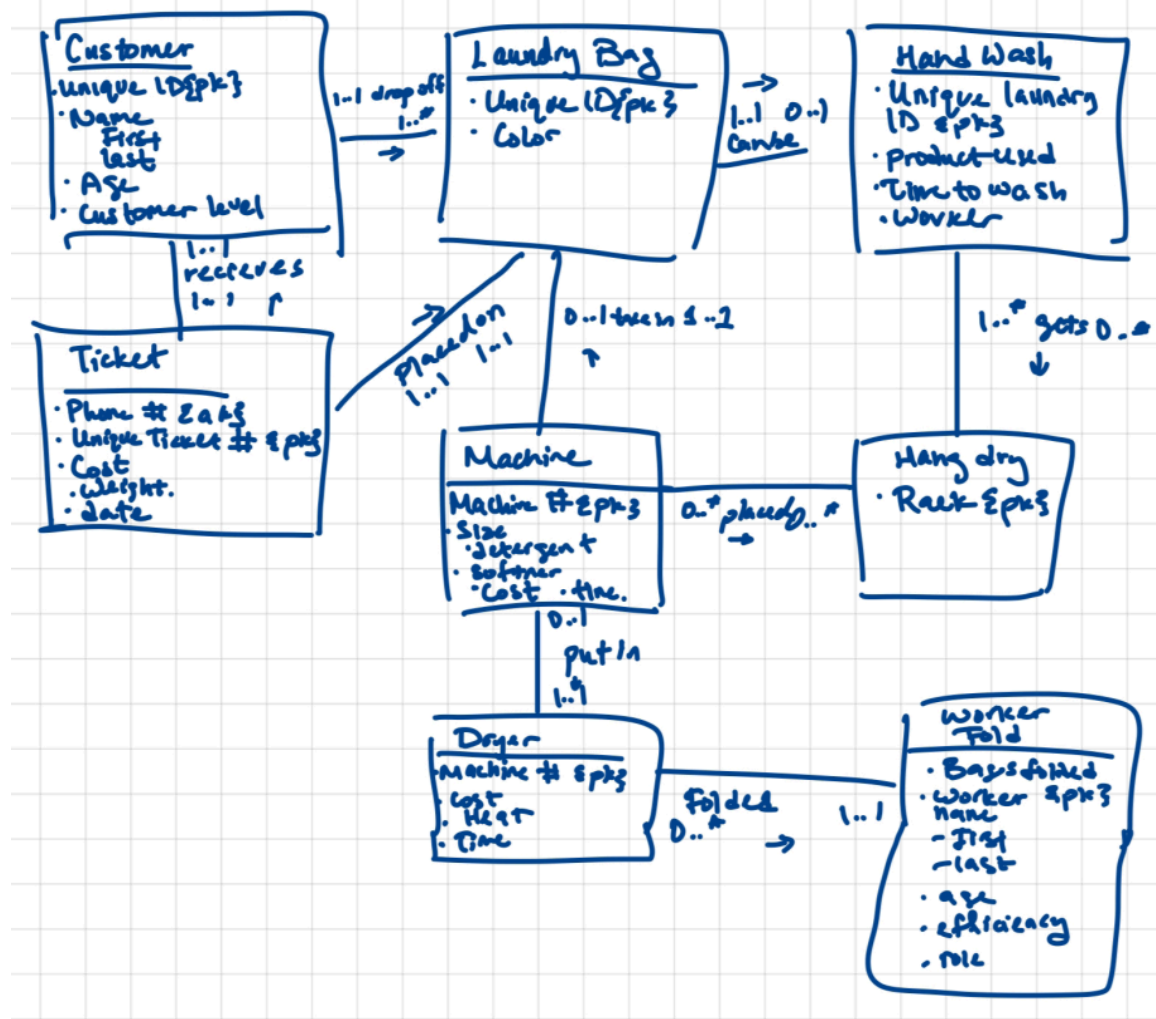 Customer
unique ID{pk}
Name
First
last
Age
Customer level
1..1 drop off
1..*
Laundry Bag
Unique ID{pk}
Color
1..1 0..1
Hand Wash
Unique laundry
ID {pk}
product used
Time to wash
Worker
1..1
recieves
1..1
Ticket
Phone # {ak}
Unique Ticket # {pk}
Cost
Weight.
date
Placed on
1..1 1..1
0..1 1..1
1..* gets 0..*
Machine
Machine # {pk}
Size
detergent
softner
Cost time.
0..* placed 0..*
Hang dry
Rack {pk}
0..1
put in
1..1
Dryer
Machine # {pk}
Cost
Heat
Time
Folded
0..*
1..1
Worker
Fold
Bags folded
Worker {pk}
name
- First
- last
age
efficiency
role